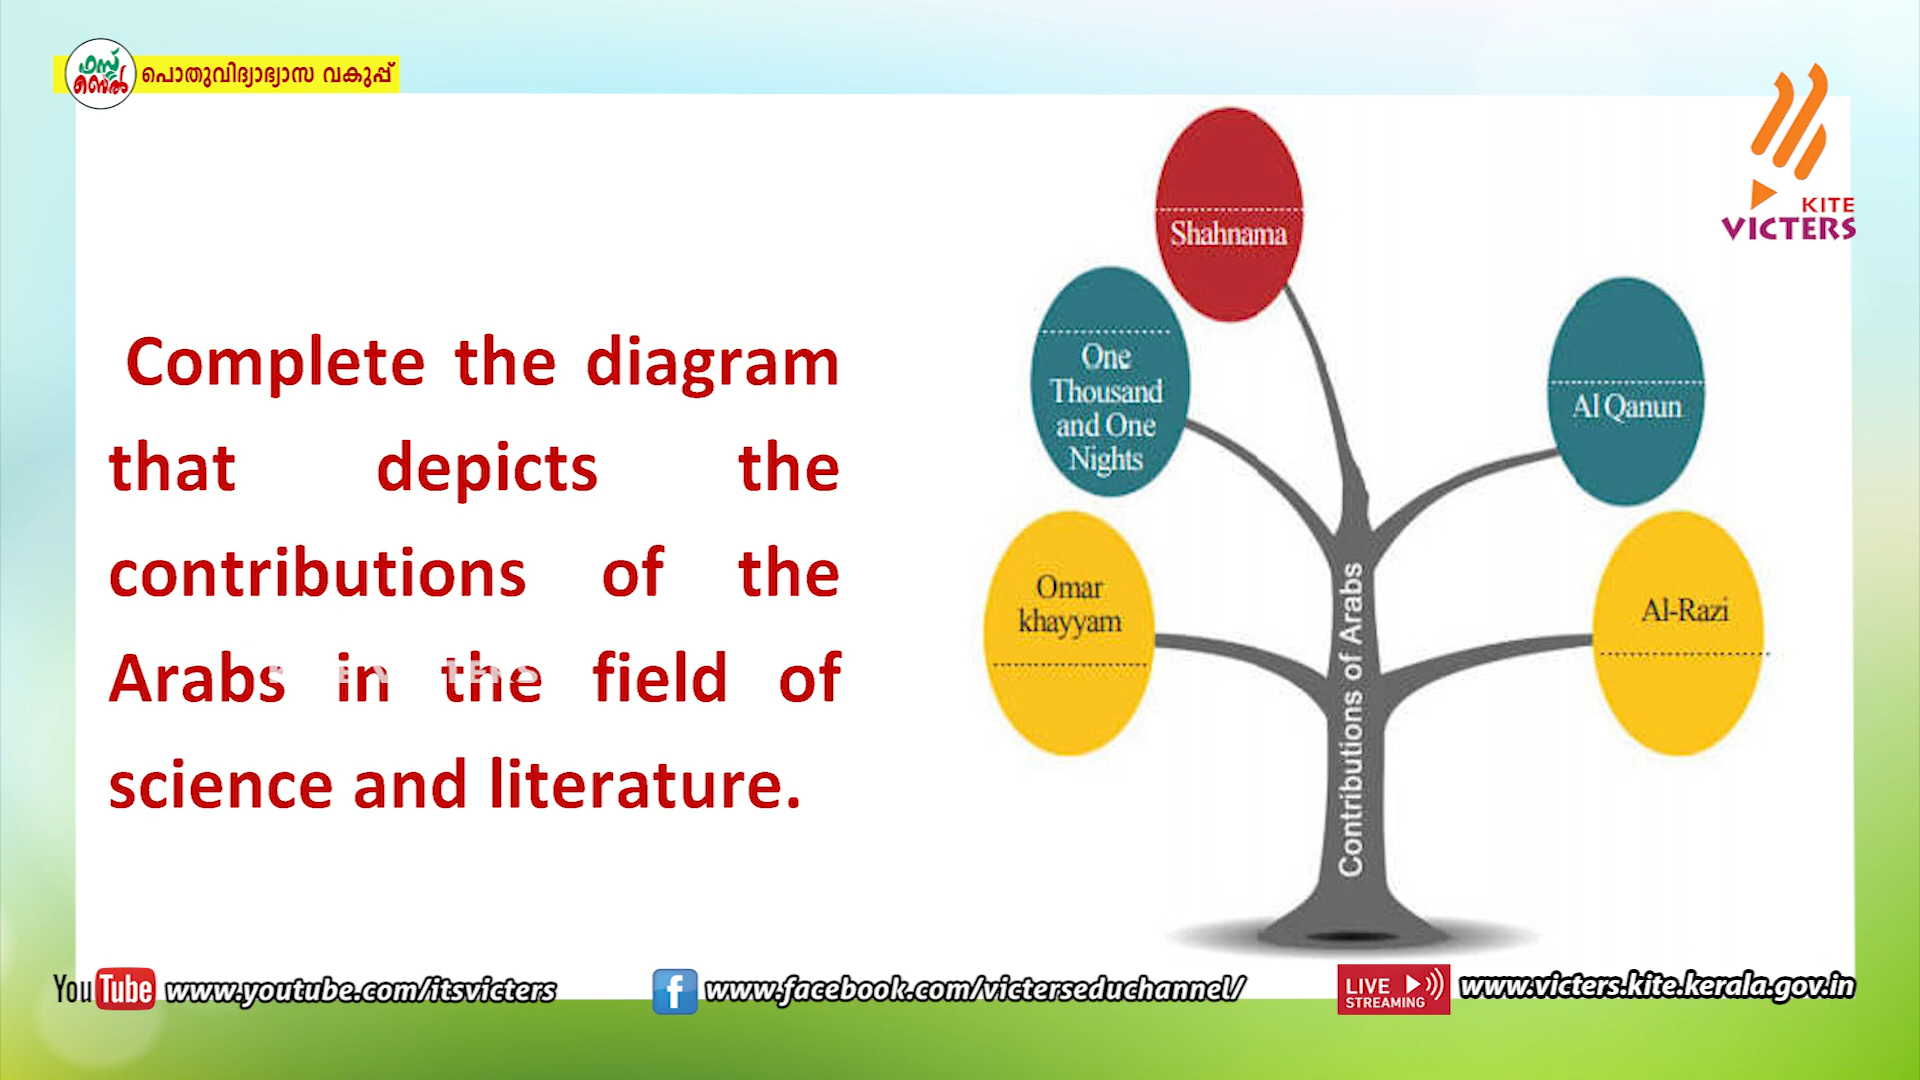 ഫസ്റ്റ്
ബെൽ
പൊതുവിദ്യാഭ്യാസ വകുപ്പ്
KITE
VICTERS
Complete the diagram
that depicts the
contributions of the
Arabs in the field of
science and literature.
Shahnama
One
Thousand
and One
Nights
Al Qanun
Omar
khayyam
Al-Razi
Contributions of Arabs
YouTube www.youtube.com/itsvicters
f www.facebook.com/victerseduchannel/
LIVE
STREAMING
www.victers.kite.kerala.gov.in